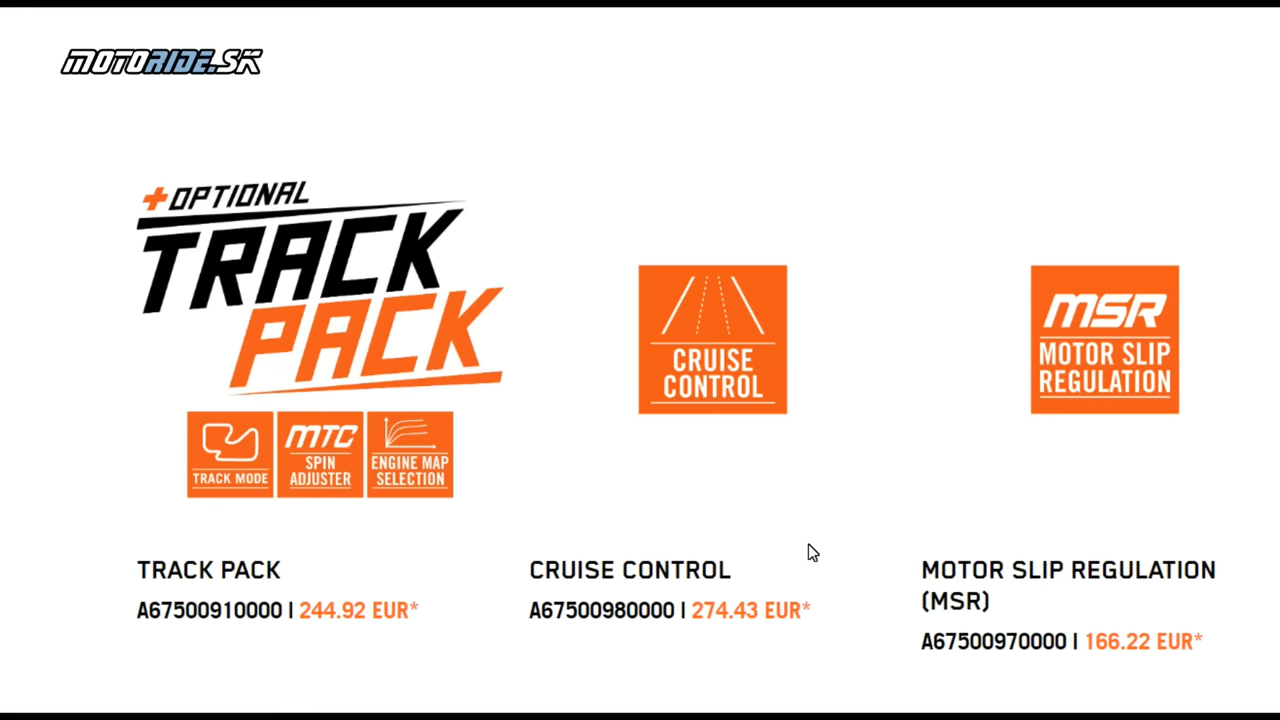 MOTORIDE.SK
+OPTIONAL
TRACK
PACK
TRACK MODE
MTC
SPIN
ADJUSTER
ENGINE MAP
SELECTION
CRUISE
CONTROL
MSR
MOTOR SLIP
REGULATION
TRACK PACK
A67500910000 | 244.92 EUR*
CRUISE CONTROL
A67500980000 | 274.43 EUR*
MOTOR SLIP REGULATION
(MSR)
A67500970000 | 166.22 EUR*